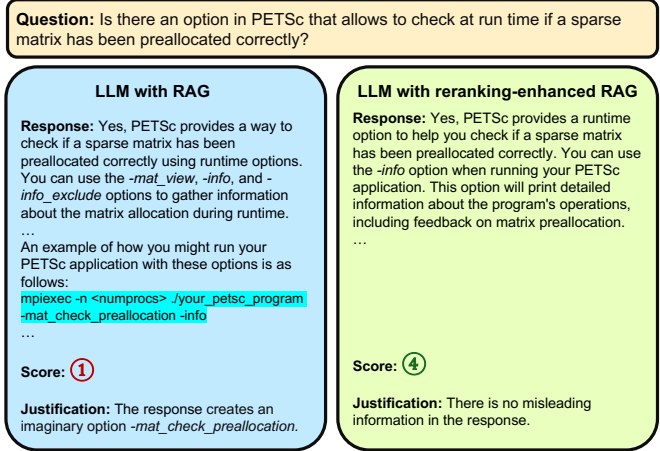 Question: Is there an option in PETSc that allows to check at run time if a sparse
matrix has been preallocated correctly?
LLM with RAG
Response: Yes, PETSc provides a way to
check if a sparse matrix has been
preallocated correctly using runtime options.
You can use the -mat_view, -info, and -
info_exclude options to gather information
about the matrix allocation during runtime.
…
An example of how you might run your
PETSc application with these options is as
follows:
mpiexec -n <numprocs> ./your_petsc_program
-mat_check_preallocation -info
…
Score: 1
Justification: The response creates an
imaginary option -mat_check_preallocation.
LLM with reranking-enhanced RAG
Response: Yes, PETSc provides a runtime
option to help you check if a sparse matrix
has been preallocated correctly. You can use
the -info option when running your PETSc
application. This option will print detailed
information about the program's operations,
including feedback on matrix preallocation.
…
Score: 4
Justification: There is no misleading
information in the response.